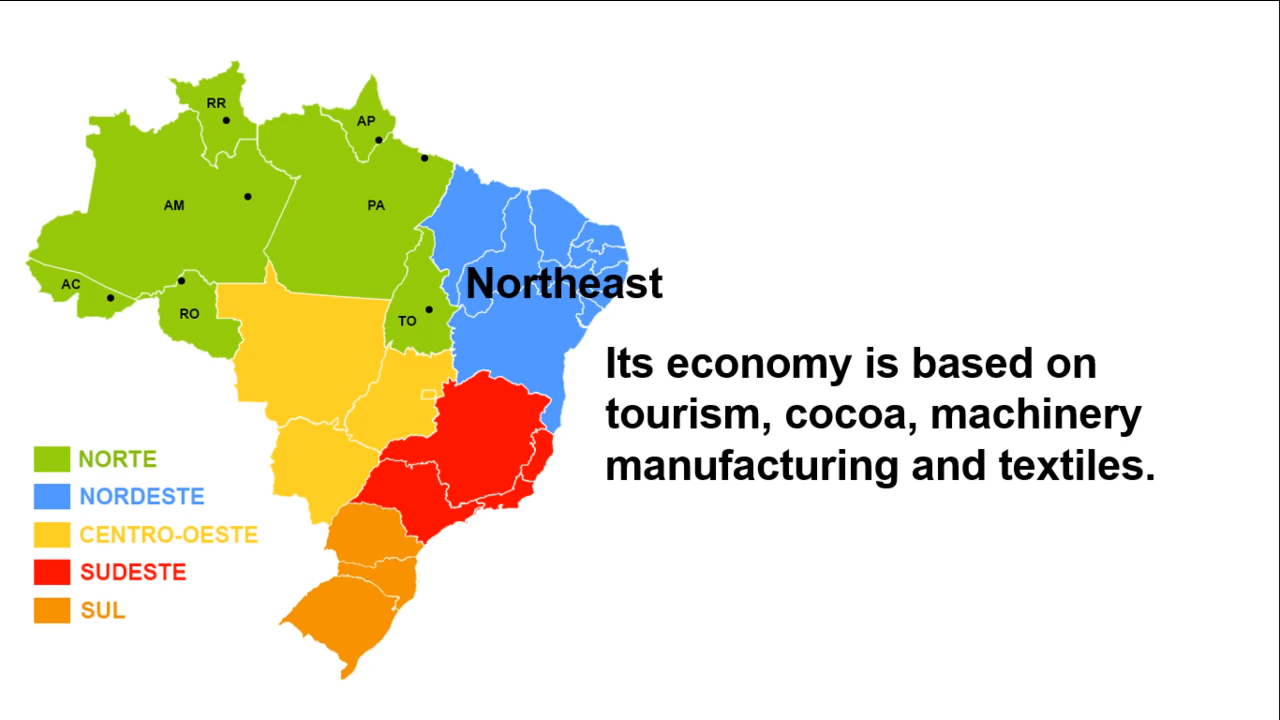 RR
AP
AM
PA
AC
RO
TO
Northeast
Its economy is based on
tourism, cocoa, machinery
manufacturing and textiles.
NORTE
NORDESTE
CENTRO-OESTE
SUDESTE
SUL